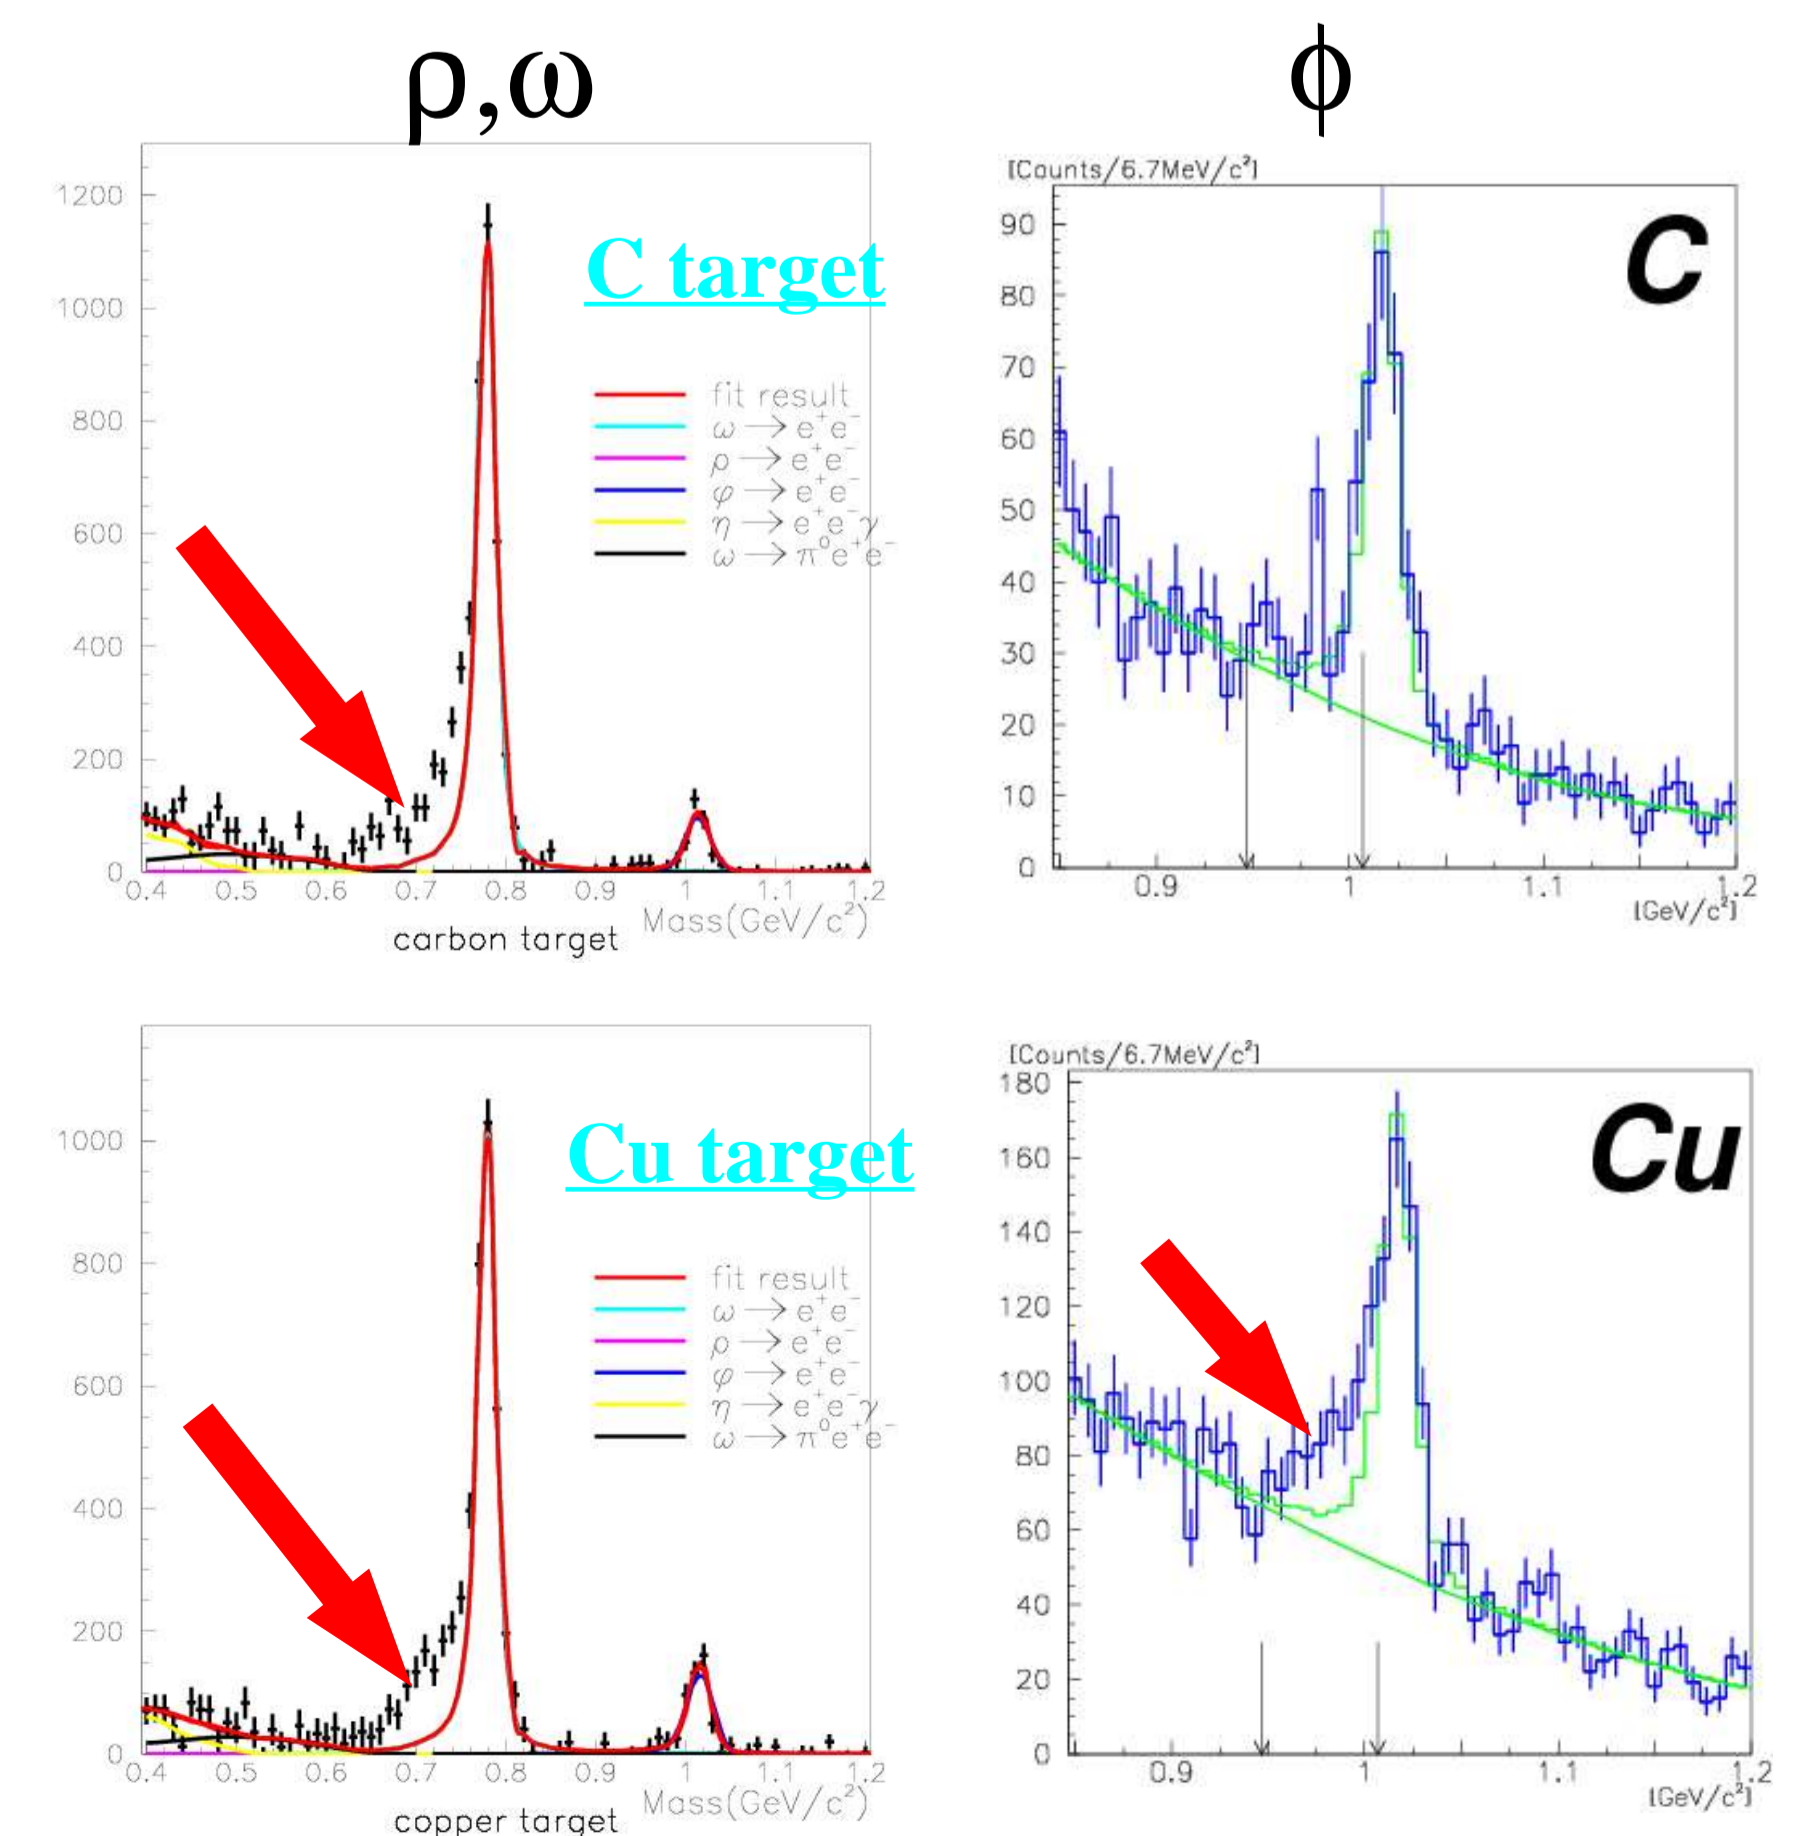 ρ,ω
1200
1000
800
600
400
200
0
C target
fit result
ω → e⁺e⁻
ρ → e⁺e⁻
φ → e⁺e⁻
η → e⁺e⁻γ
ω → π⁰e⁺e⁻
0.4 0.5 0.6 0.7 0.8 0.9 1 1.1 1.2
Mass(GeV/c²)
carbon target
ϕ
[Counts/6.7MeV/c²]
C
90
80
70
60
50
40
30
20
10
0
0.9 1 1.1 1.2
[GeV/c²]
1000
800
600
400
200
0
Cu target
fit result
ω → e⁺e⁻
ρ → e⁺e⁻
φ → e⁺e⁻
η → e⁺e⁻γ
ω → π⁰e⁺e⁻
0.4 0.5 0.6 0.7 0.8 0.9 1 1.1 1.2
Mass(GeV/c²)
copper target
[Counts/6.7MeV/c²]
Cu
180
160
140
120
100
80
60
40
20
0
0.9 1 1.1 1.2
[GeV/c²]